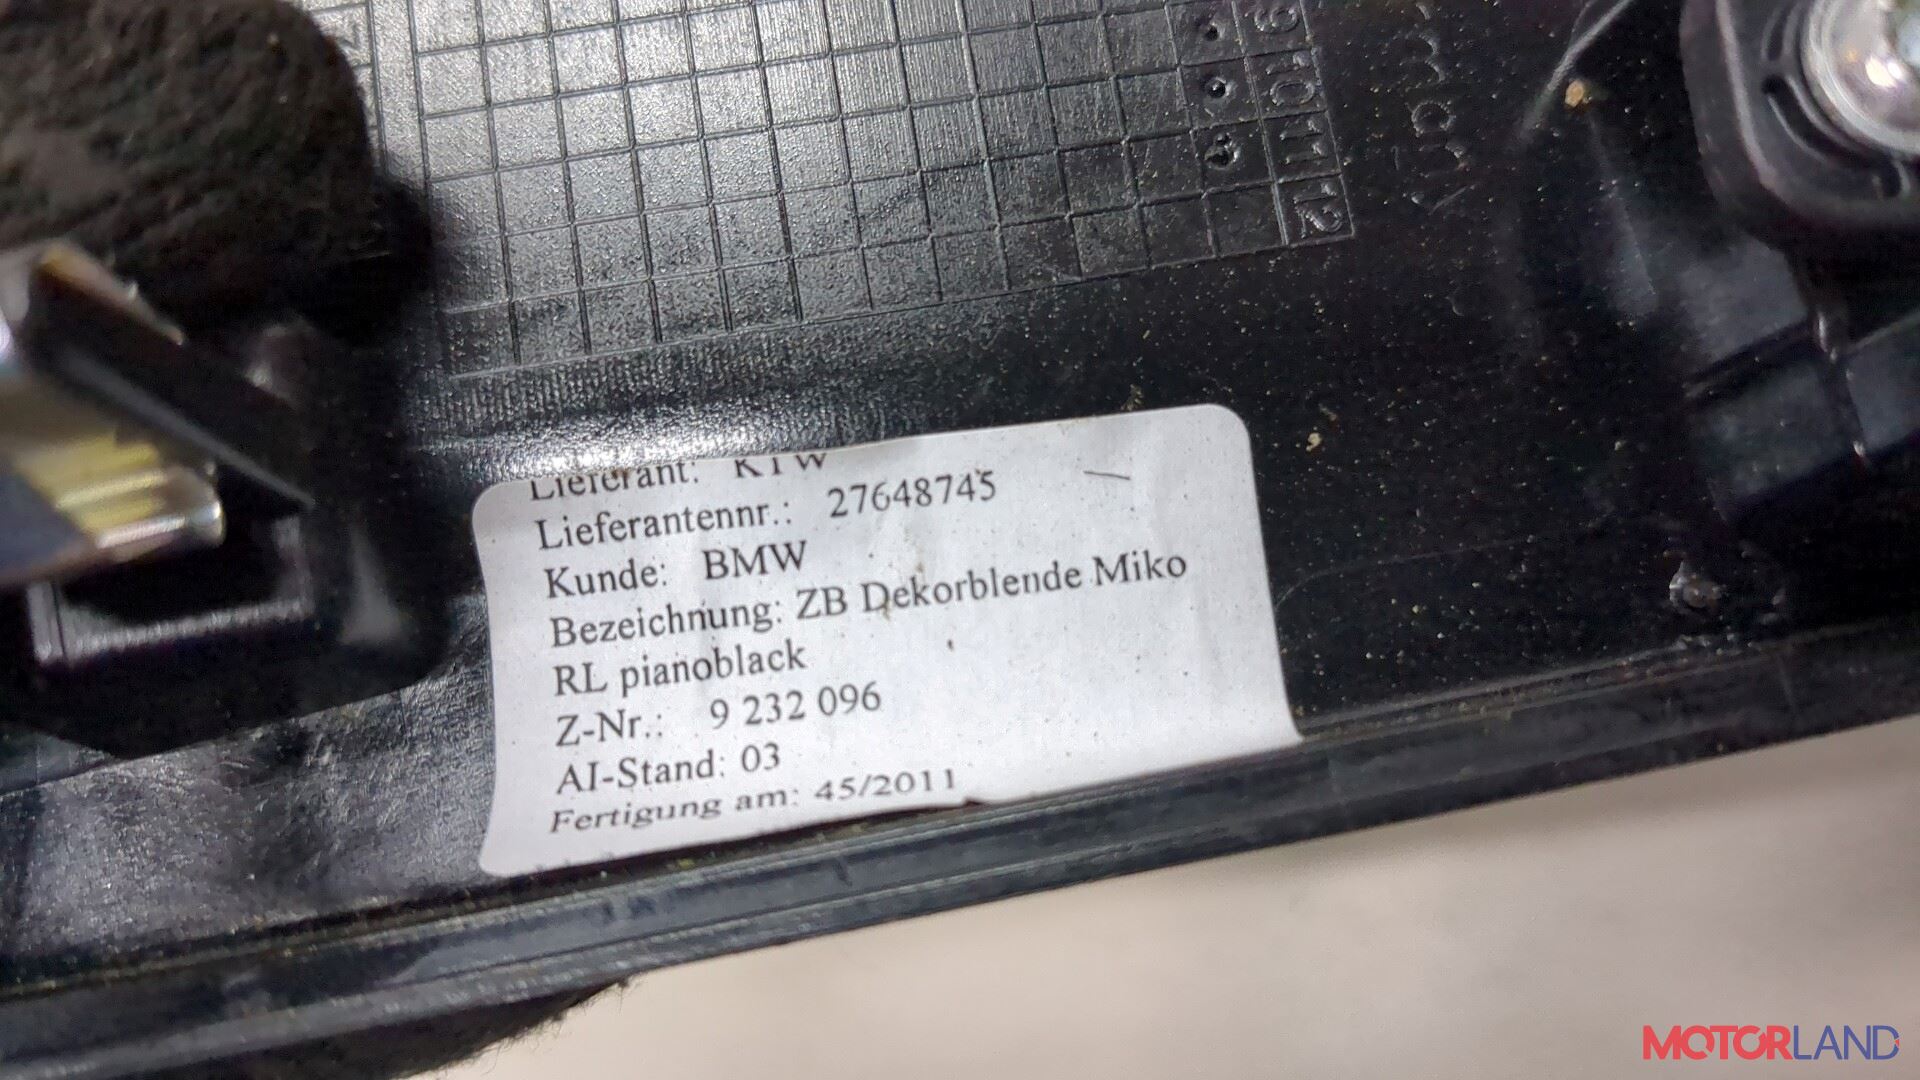 9
10
11
12
Lieferant: KTW
Lieferantennr.: 27648745
Kunde: BMW
Bezeichnung: ZB Dekorblende Miko
RL pianoblack
Z-Nr.: 9 232 096
AI-Stand: 03
Fertigung am: 45/2011
MOTORLAND